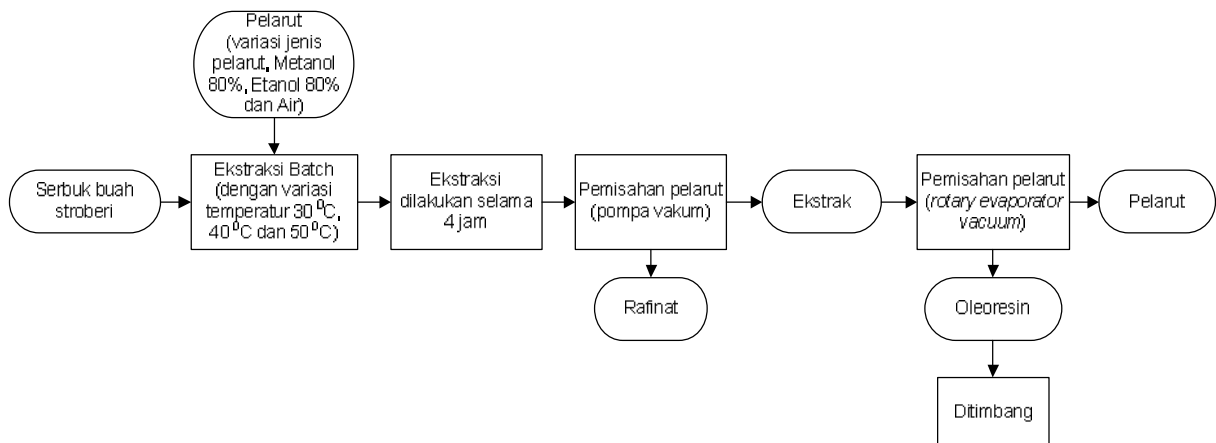 Pelarut
(variasi jenis
pelarut, Metanol
80%, Etanol 80%
dan Air)
Serbuk buah
stroberi
Ekstraksi Batch
(dengan variasi
temperatur 30 ⁰C,
40 ⁰C dan 50 ⁰C)
Ekstraksi
dilakukan selama
4 jam
Pemisahan pelarut
(pompa vakum)
Ekstrak
Pemisahan pelarut
(rotary evaporator
vacuum)
Pelarut
Rafinat
Oleoresin
Ditimbang